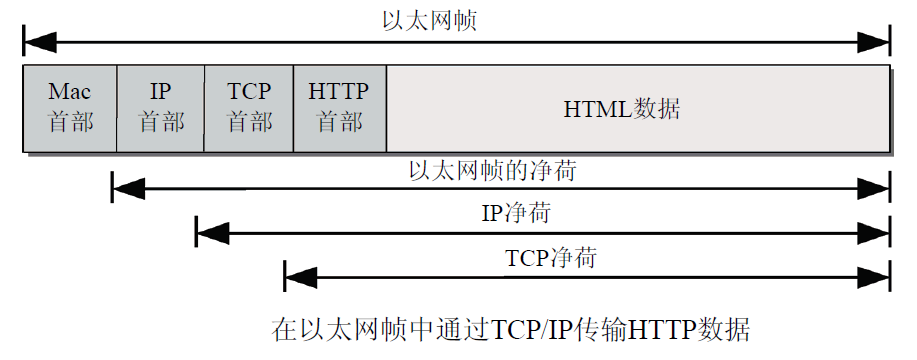 以太网帧
Mac 首部
IP 首部
TCP 首部
HTTP 首部
HTML数据
以太网帧的净荷
IP净荷
TCP净荷
在以太网帧中通过TCP/IP传输HTTP数据